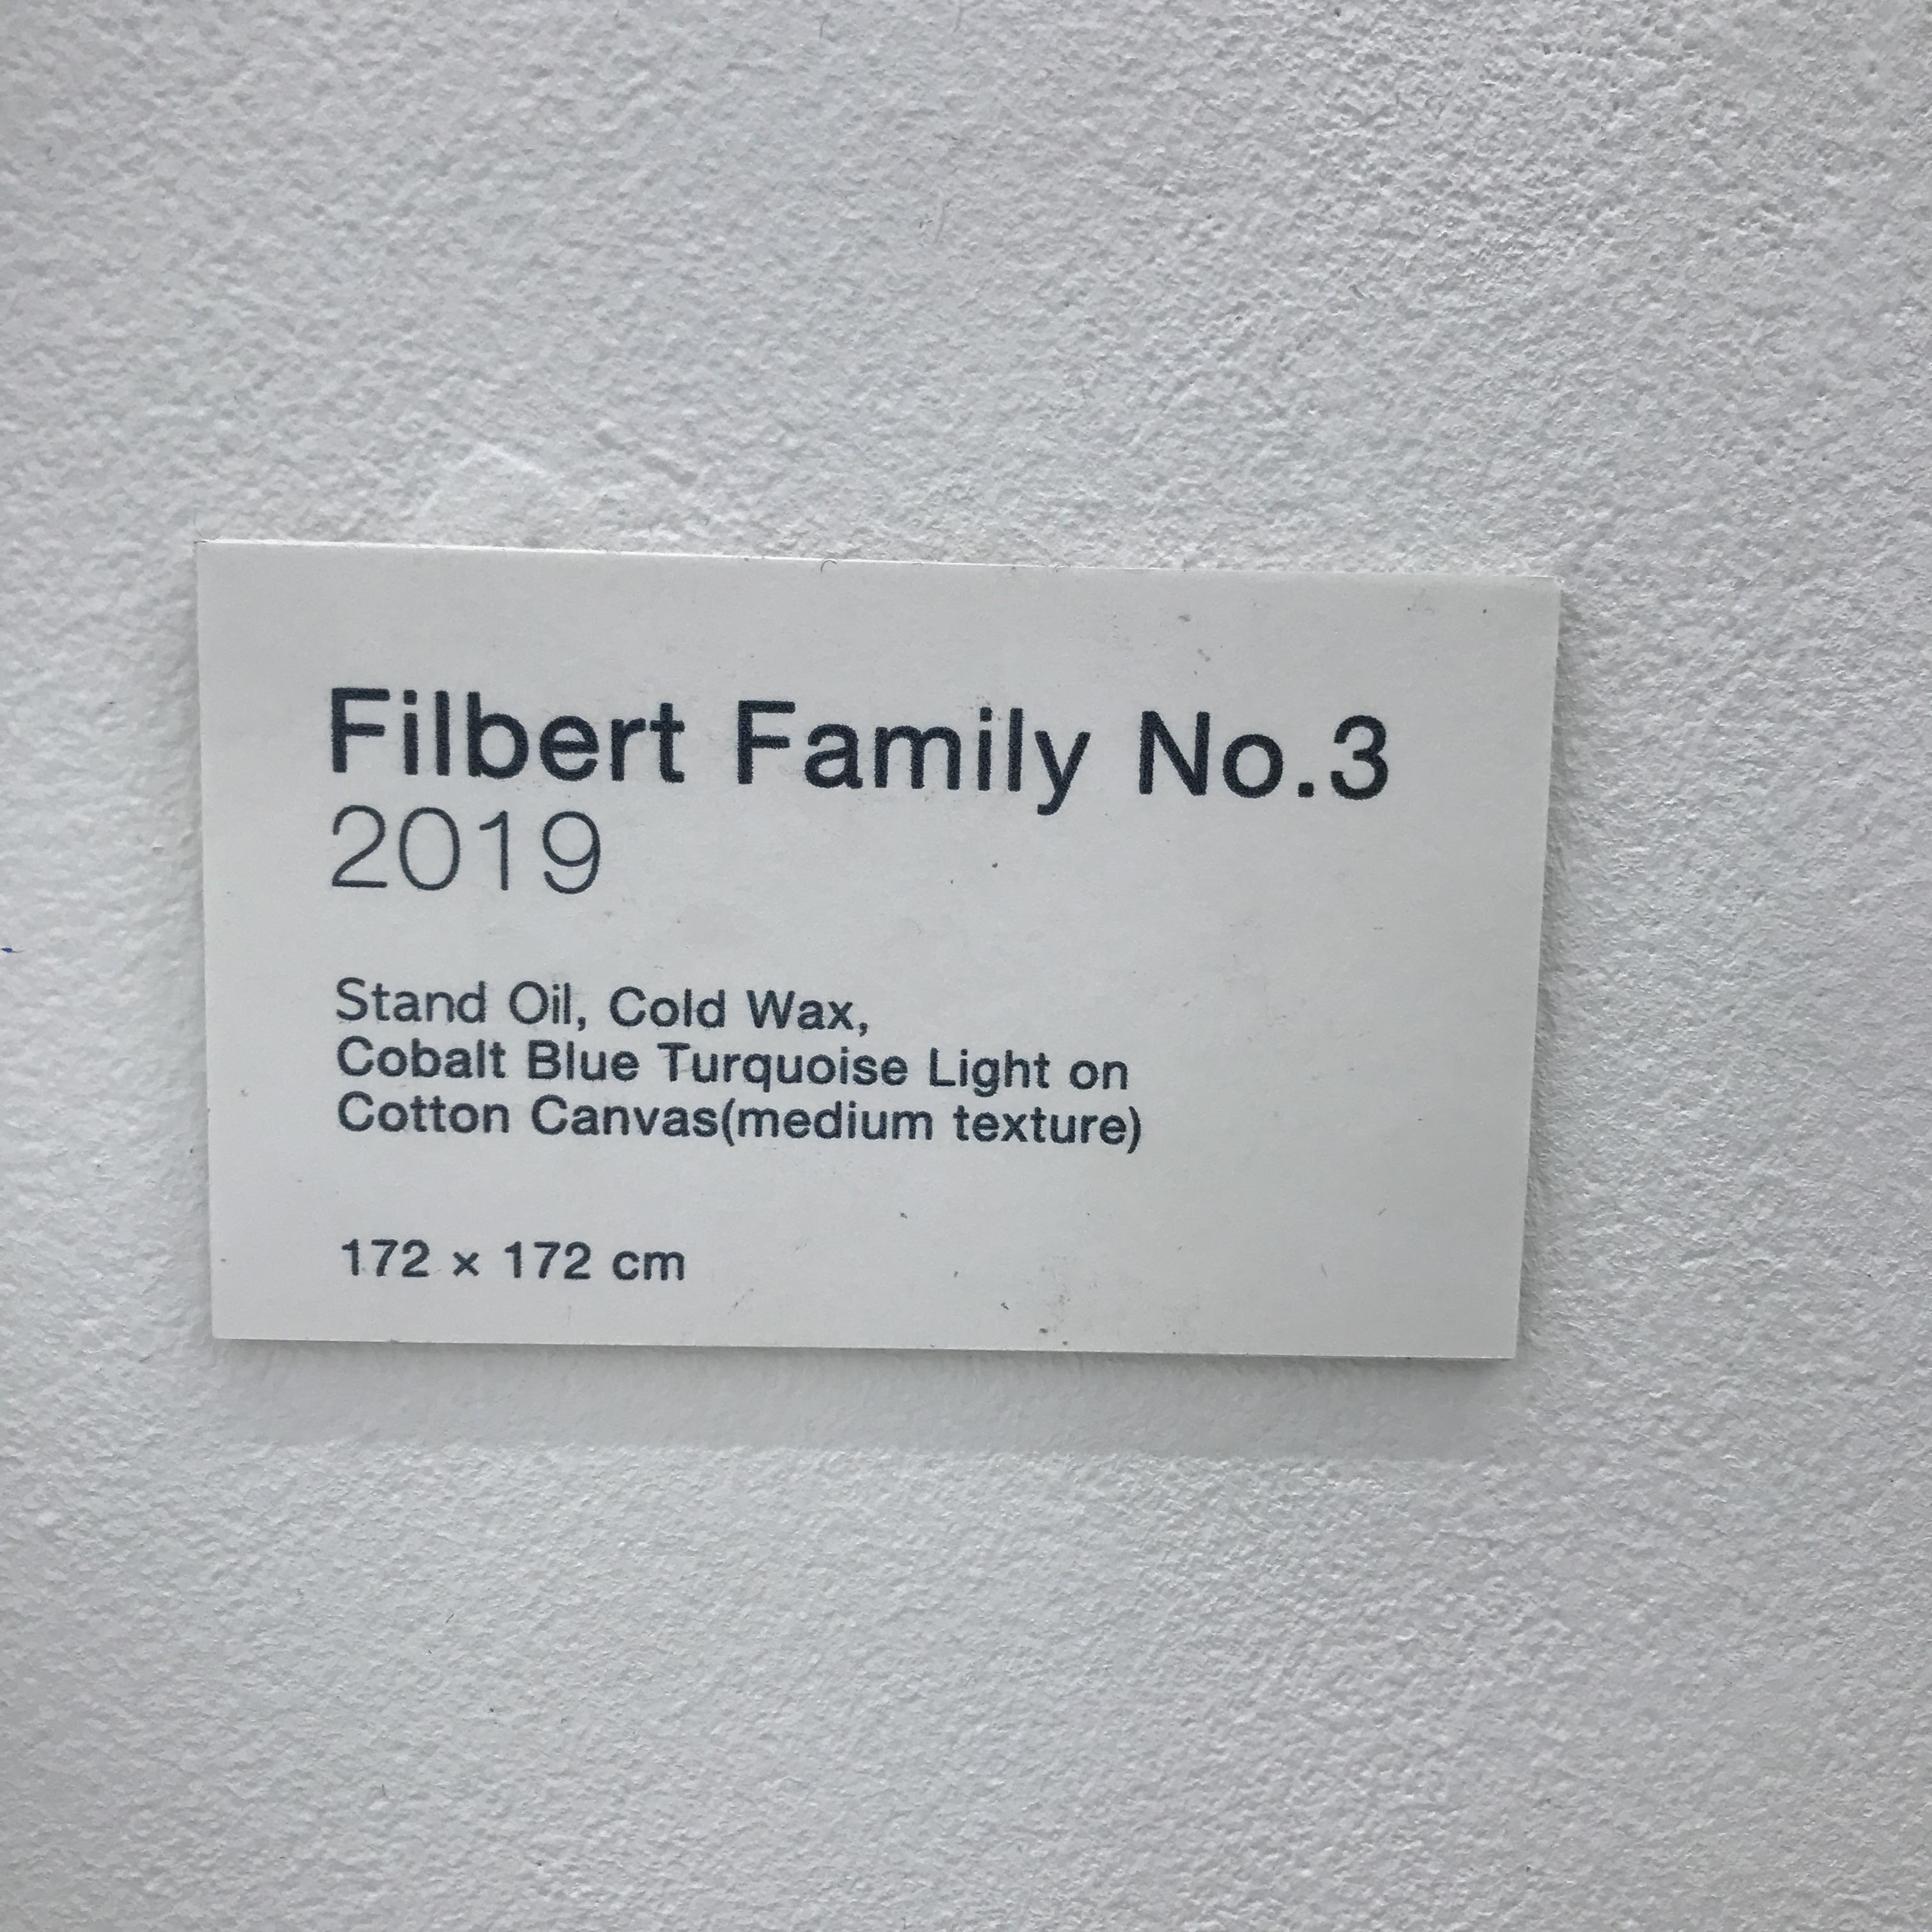 Filbert Family No.3
2019
Stand Oil, Cold Wax,
Cobalt Blue Turquoise Light on
Cotton Canvas(medium texture)
172 × 172 cm